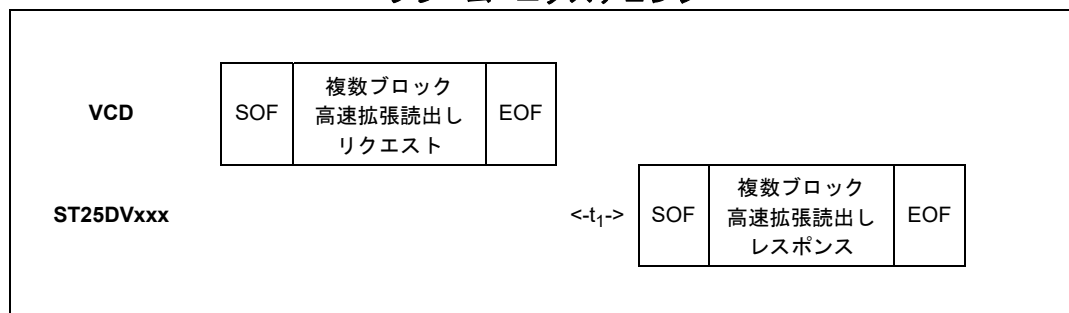 VCD
SOF
複数ブロック
高速拡張読出し
リクエスト
EOF
ST25DVxxx
<-t1->
SOF
複数ブロック
高速拡張読出し
レスポンス
EOF